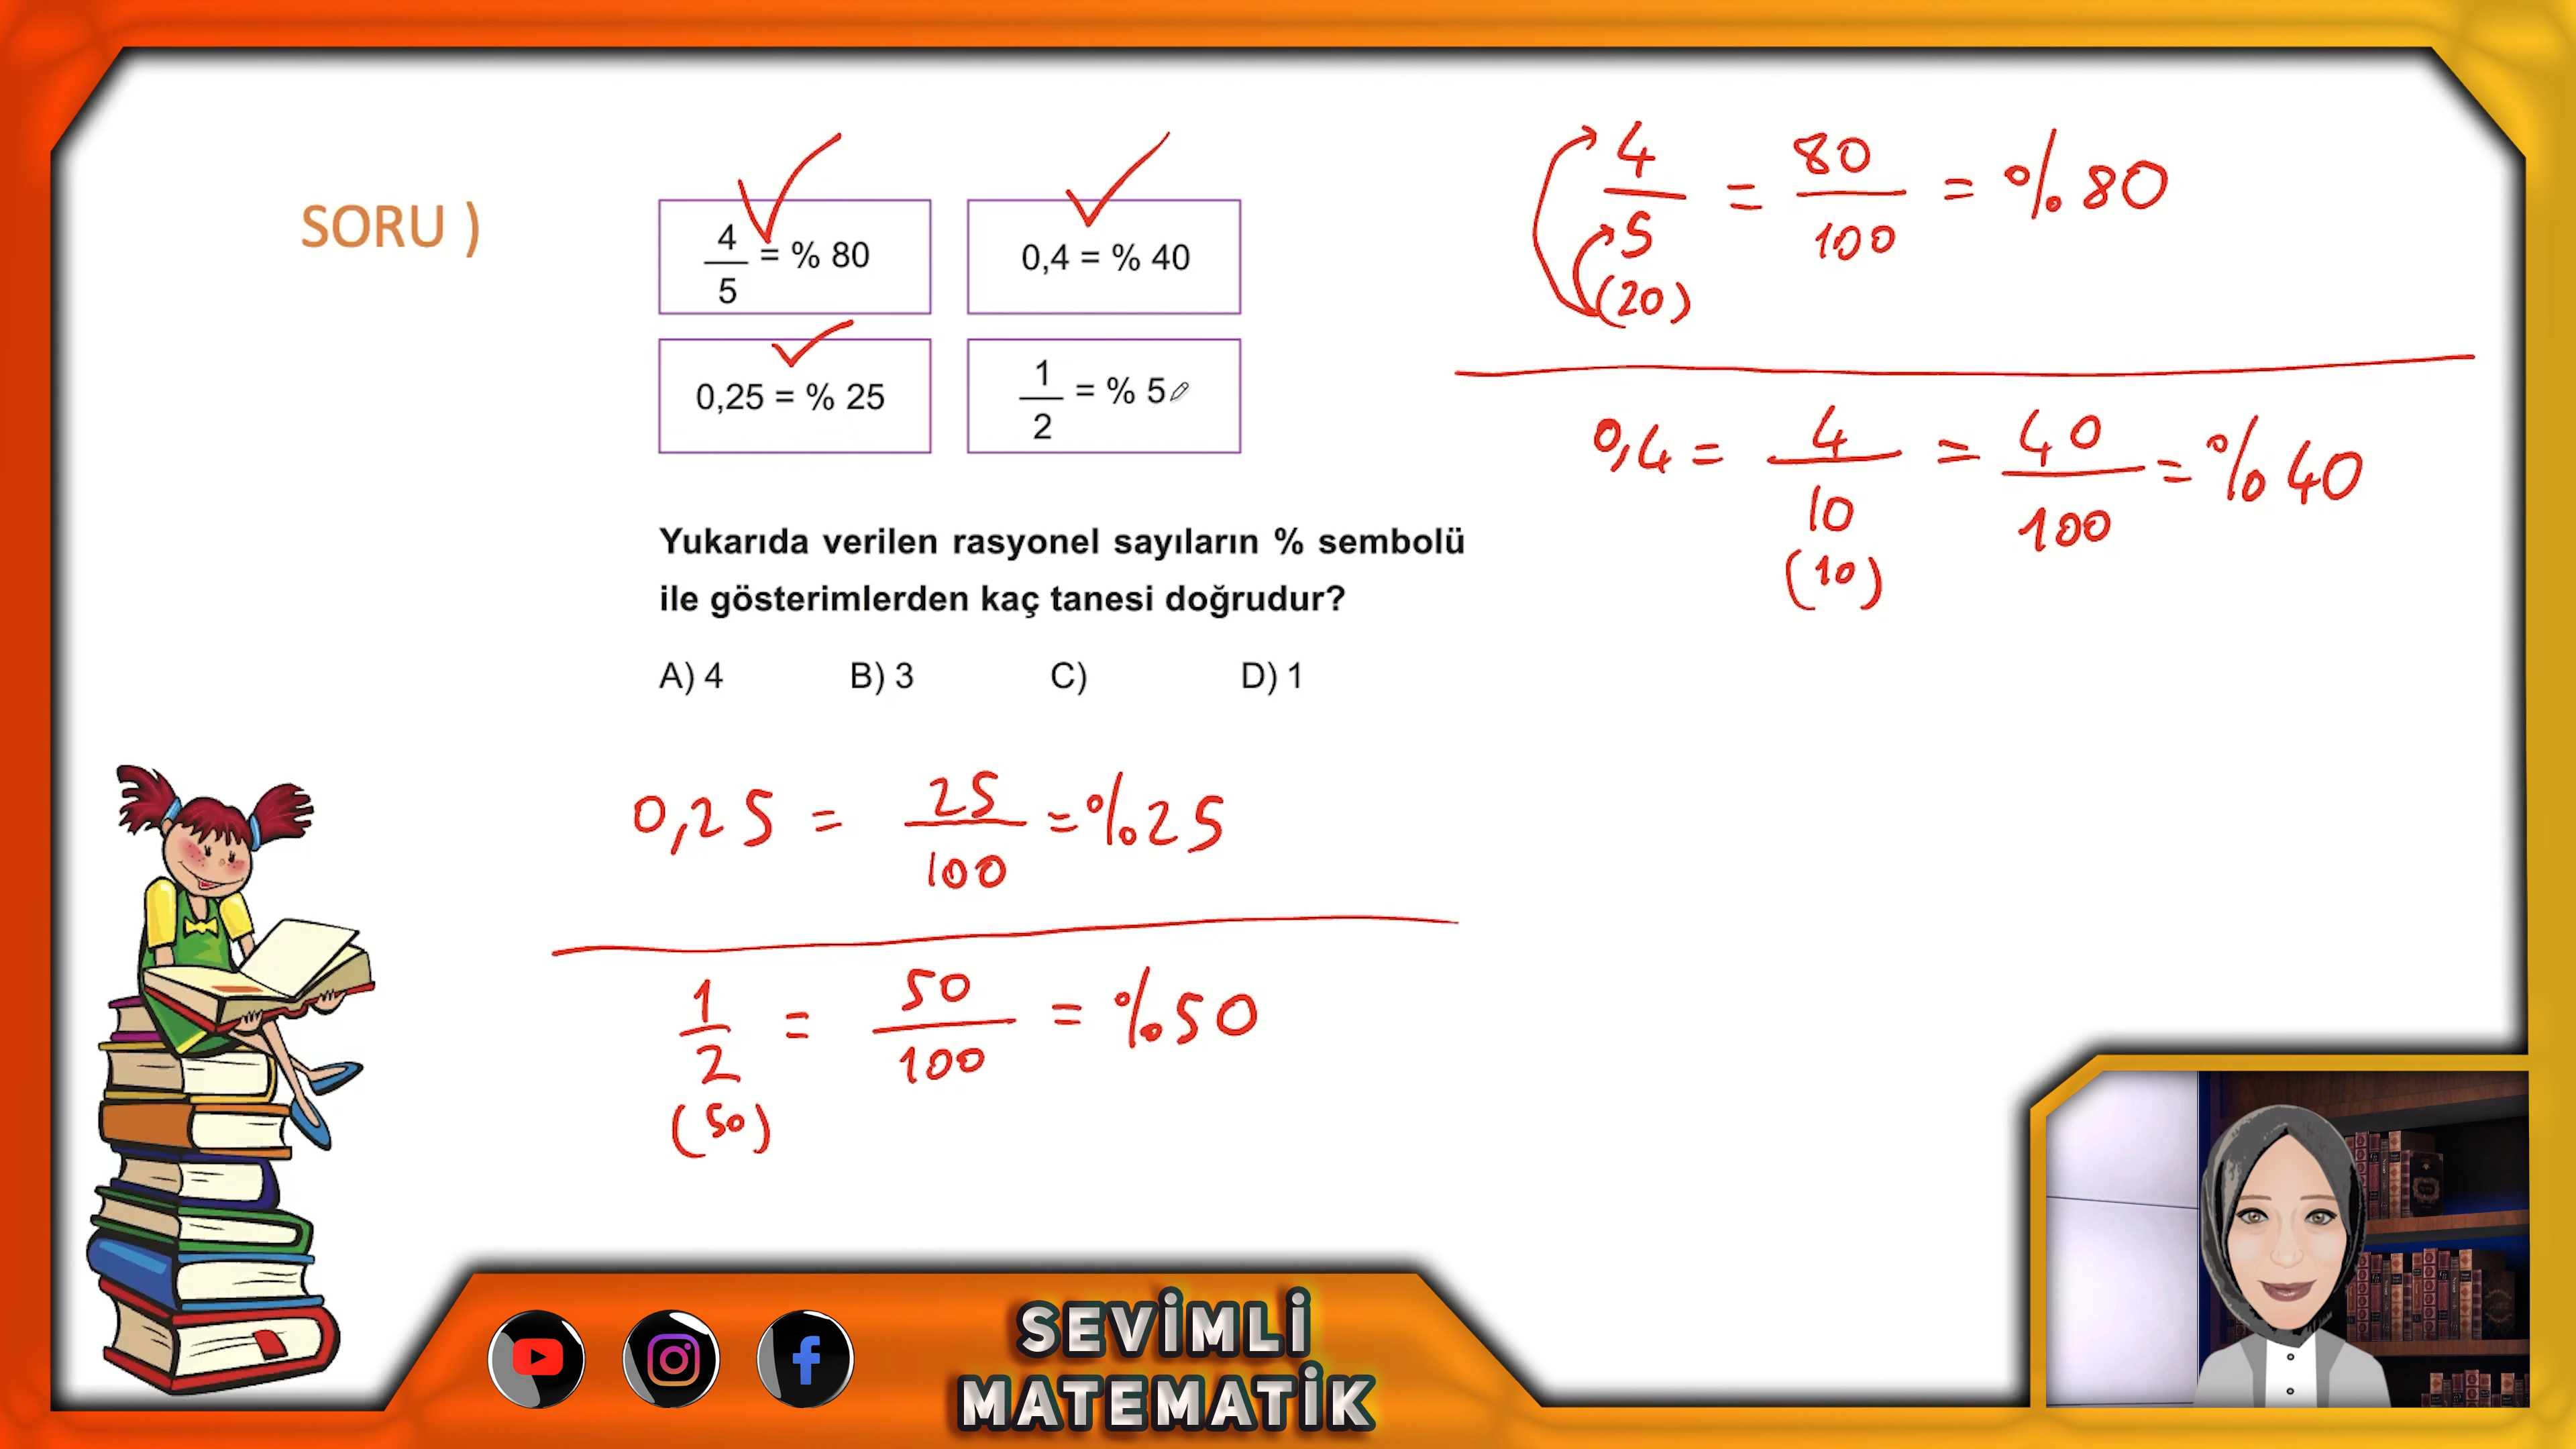 SORU )
4/5 = % 80
0,4 = % 40
0,25 = % 25
1/2 = % 5
Yukarıda verilen rasyonel sayıların % sembolü
ile gösterimlerden kaç tanesi doğrudur?
A) 4 B) 3 C) D) 1
4/5 = 80/100 = %80
(20)
0,4 = 4/10 = 40/100 = %40
(10)
0,25 = 25/100 = %25
1/2 = 50/100 = %50
(50)
SEVİMLİ
MATEMATİK